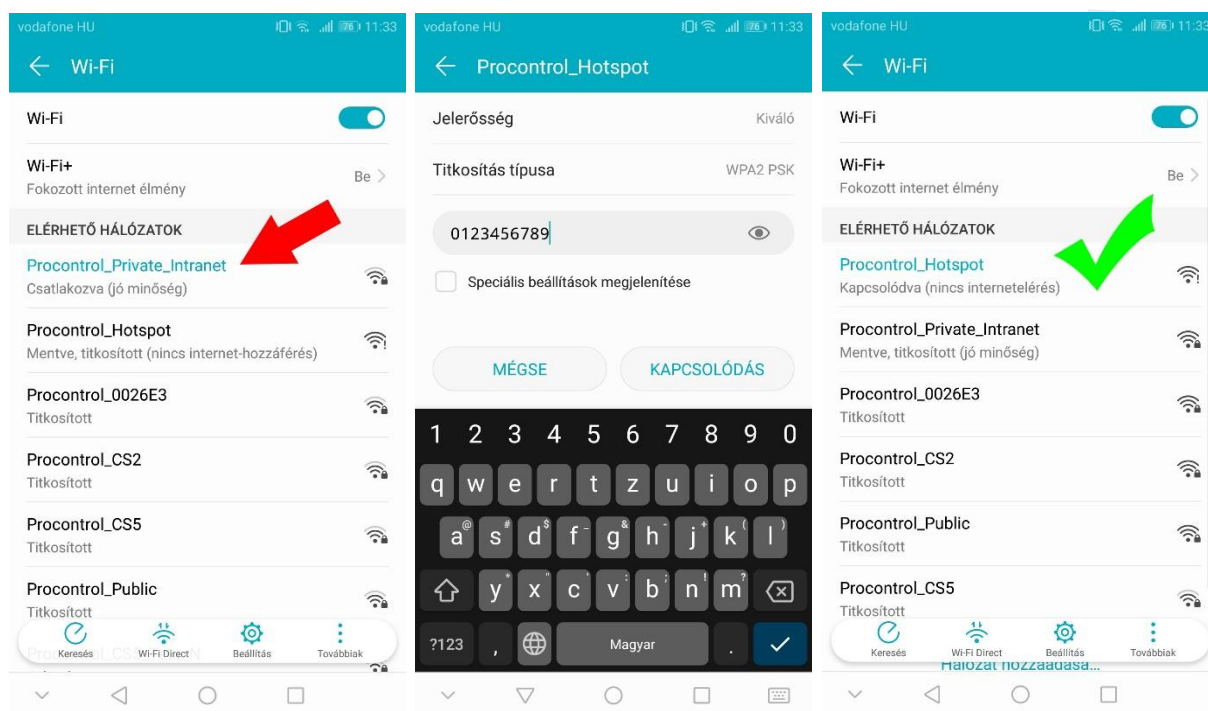 vodafone HU 76 11:33
Wi-Fi
Wi-Fi
Wi-Fi+
Fokozott internet élmény
Be
ELÉRHETŐ HÁLÓZATOK
Procontrol_Private_Intranet
Csatlakozva (jó minőség)
Procontrol_Hotspot
Mentve, titkosított (nincs internet-hozzáférés)
Procontrol_0026E3
Titkosított
Procontrol_CS2
Titkosított
Procontrol_CS5
Titkosított
Procontrol_Public
Titkosított
Keresés Wi-Fi Direct Beállítás Továbbiak
vodafone HU 76 11:33
Procontrol_Hotspot
Jelerősség Kiváló
Titkosítás típusa WPA2 PSK
0123456789
Speciális beállítások megjelenítése
MÉGSE KAPCSOLÓDÁS
1 2 3 4 5 6 7 8 9 0
q w e r t z u i o p
a@ s# d$ f- g& h- j+ k( l)
y* x" c' v: b; n! m?
?123 , Magyar .
vodafone HU 76 11:33
Wi-Fi
Wi-Fi
Wi-Fi+
Fokozott internet élmény
Be
ELÉRHETŐ HÁLÓZATOK
Procontrol_Hotspot
Kapcsolódva (nincs internetelérés)
Procontrol_Private_Intranet
Mentve, titkosított (jó minőség)
Procontrol_0026E3
Titkosított
Procontrol_CS2
Titkosított
Procontrol_Public
Titkosított
Procontrol_CS5
Titkosított
Keresés Wi-Fi Direct Beállítás Továbbiak
Hálózat hozzáadása...